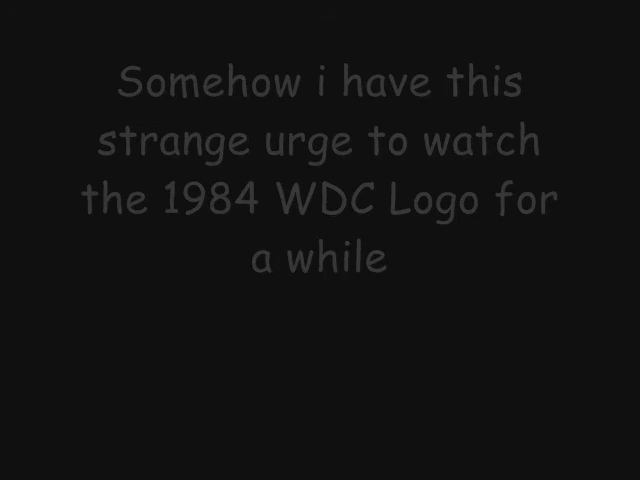 Somehow i have this
strange urge to watch
the 1984 WDC Logo for
a while